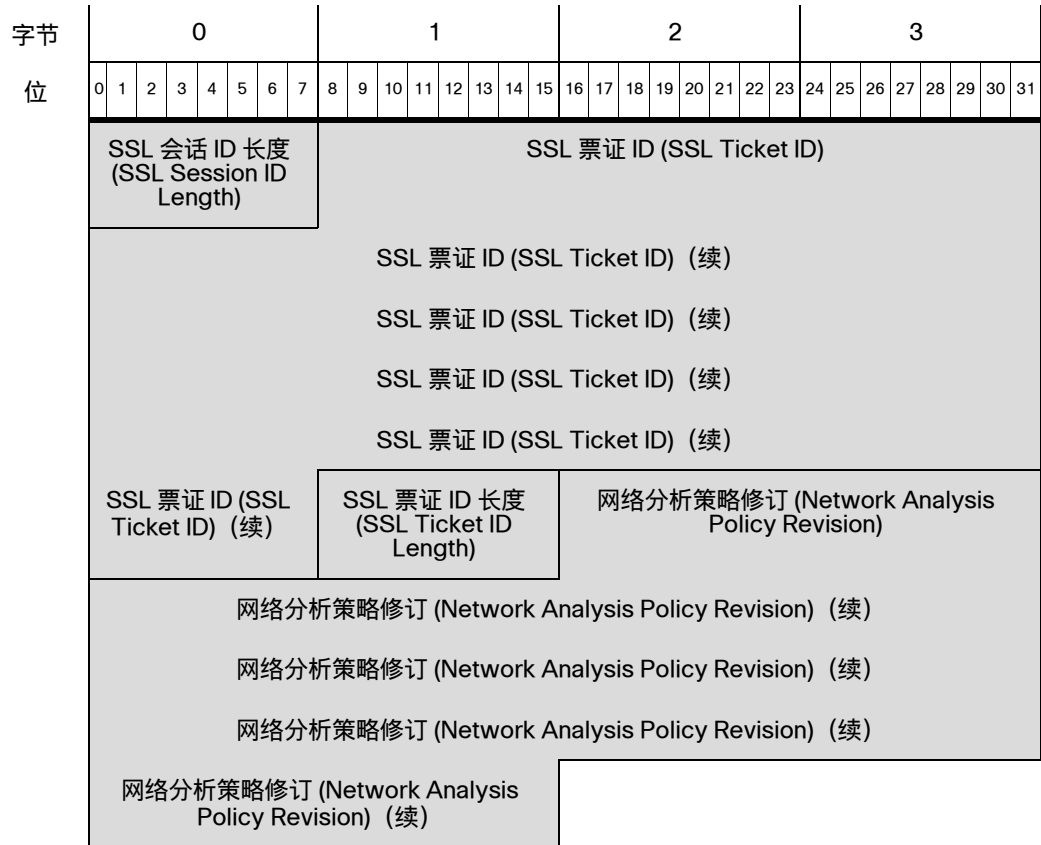 字节 0 1 2 3
位 0 1 2 3 4 5 6 7 8 9 10 11 12 13 14 15 16 17 18 19 20 21 22 23 24 25 26 27 28 29 30 31
SSL 会话 ID 长度
(SSL Session ID
Length)
SSL 票证 ID (SSL Ticket ID)
SSL 票证 ID (SSL Ticket ID)（续）
SSL 票证 ID (SSL Ticket ID)（续）
SSL 票证 ID (SSL Ticket ID)（续）
SSL 票证 ID (SSL Ticket ID)（续）
SSL 票证 ID (SSL
Ticket ID)（续）
SSL 票证 ID 长度
(SSL Ticket ID
Length)
网络分析策略修订 (Network Analysis
Policy Revision)
网络分析策略修订 (Network Analysis Policy Revision)（续）
网络分析策略修订 (Network Analysis Policy Revision)（续）
网络分析策略修订 (Network Analysis Policy Revision)（续）
网络分析策略修订 (Network Analysis
Policy Revision)（续）